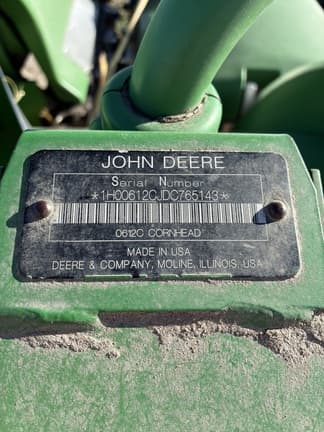 JOHN DEERE
Serial Number
*1H00612CJDC765143*
0612C CORNHEAD
MADE IN USA
DEERE & COMPANY, MOLINE, ILLINOIS, USA